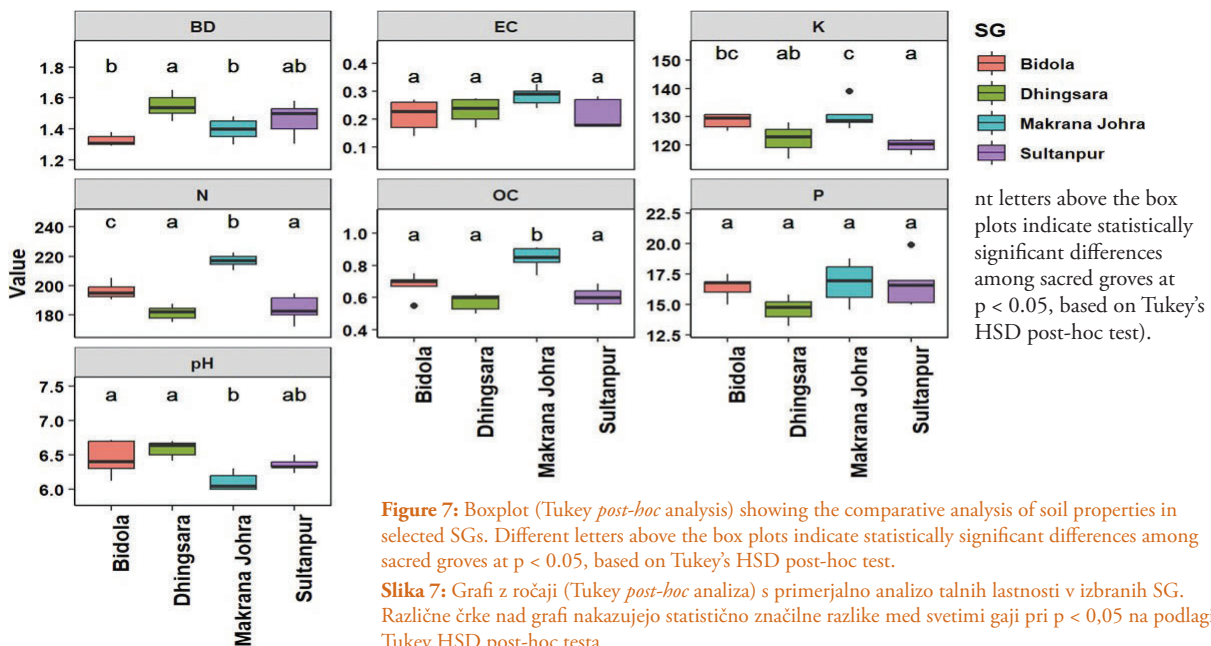 BD
EC
K
1.8
1.6
1.4
1.2
b a b ab
0.4
0.3
0.2
0.1
a a a a
150
140
130
120
bc ab c a
SG
Bidola
Dhingsara
Makrana Johra
Sultanpur
N
OC
P
Value
240
220
200
180
c a b a
1.0
0.8
0.6
0.4
a a b a
22.5
20.0
17.5
15.0
12.5
a a a a
nt letters above the box
plots indicate statistically
significant differences
among sacred groves at
p < 0.05, based on Tukey's
HSD post-hoc test).
pH
7.5
7.0
6.5
6.0
a a b ab
Bidola
Dhingsara
Makrana Johra
Sultanpur
Bidola
Dhingsara
Makrana Johra
Sultanpur
Bidola
Dhingsara
Makrana Johra
Sultanpur
Figure 7: Boxplot (Tukey post-hoc analysis) showing the comparative analysis of soil properties in
selected SGs. Different letters above the box plots indicate statistically significant differences among
sacred groves at p < 0.05, based on Tukey's HSD post-hoc test.
Slika 7: Grafi z ročaji (Tukey post-hoc analiza) s primerjalno analizo talnih lastnosti v izbranih SG.
Različne črke nad grafi nakazujejo statistično značilne razlike med svetimi gaji pri p < 0,05 na podlagi
Tukey HSD post-hoc testa.